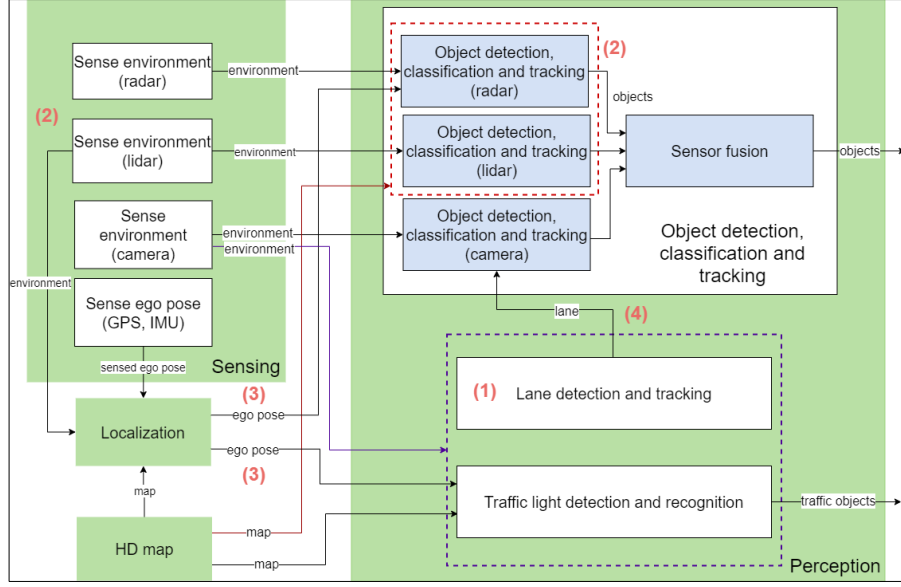 Sense environment
(radar)
environment
Object detection,
classification and tracking
(radar)
(2)
objects
(2)
Sense environment
(lidar)
environment
Object detection,
classification and tracking
(lidar)
Sensor fusion
objects
Sense
environment
(camera)
environment
environment
Object detection,
classification and tracking
(camera)
Object detection,
classification and
tracking
environment
Sense ego pose
(GPS, IMU)
lane
(4)
Sensing
sensed ego pose
(3)
ego pose
(1)
Lane detection and tracking
Localization
ego pose
(3)
map
Traffic light detection and recognition
traffic objects
HD map
map
map
Perception